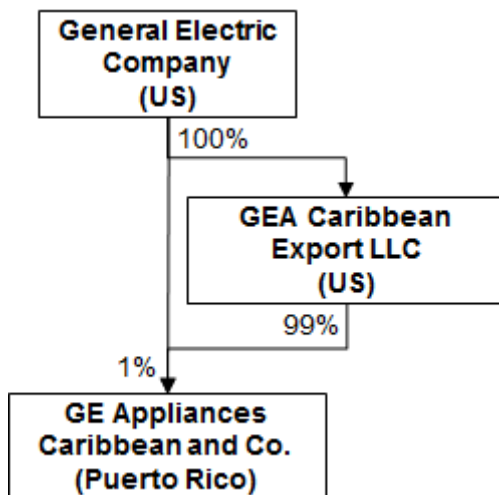 General Electric
Company
(US)
100%
GEA Caribbean
Export LLC
(US)
99%
1%
GE Appliances
Caribbean and Co.
(Puerto Rico)